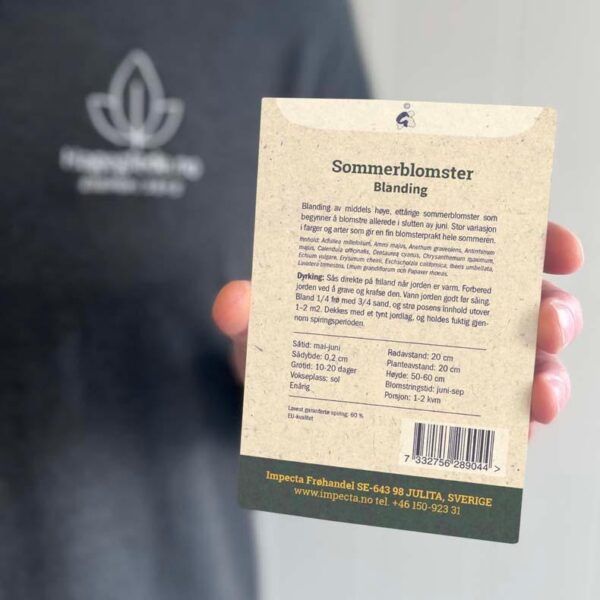 Sommerblomster
Blanding
Blanding av middels høye, ettårige sommerblomster som
begynner å blomstre allerede i slutten av juni. Stor variasjon
i farger og arter som gir en fin blomsterprakt hele sommeren.
Innhold: Achillea millefolium, Ammi majus, Anethum graveolens, Antirrhinum
majus, Calendula officinalis, Centaurea cyanus, Chrysanthemum maximum,
Echium vulgare, Erysimum cheiri, Eschscholzia californica, Iberis umbellata,
Lavatera trimestris, Linum grandiflorum och Papaver rhoeas.
Dyrking: Sås direkte på friland når jorden er varm. Forbered
jorden ved å grave og krafse den. Vann jorden godt før såing.
Bland 1/4 frø med 3/4 sand, og strø posens innhold utover
1-2 m2. Dekkes med et tynt jordlag, og holdes fuktig gjen-
nom spiringsperioden.
Såtid: mai-juni
Sådybde: 0,2 cm
Grotid: 10-20 dager
Vokseplass: sol
Enårig
Radavstand: 20 cm
Planteavstand: 20 cm
Høyde: 50-60 cm
Blomstringstid: juni-sep
Porsjon: 1-2 kvm
Lavest garanterte spiring: 60 %
EU-kvalitet
7 332756 289044 >
Impecta Frøhandel SE-643 98 JULITA, SVERIGE
www.impecta.no tel. +46 150-923 31